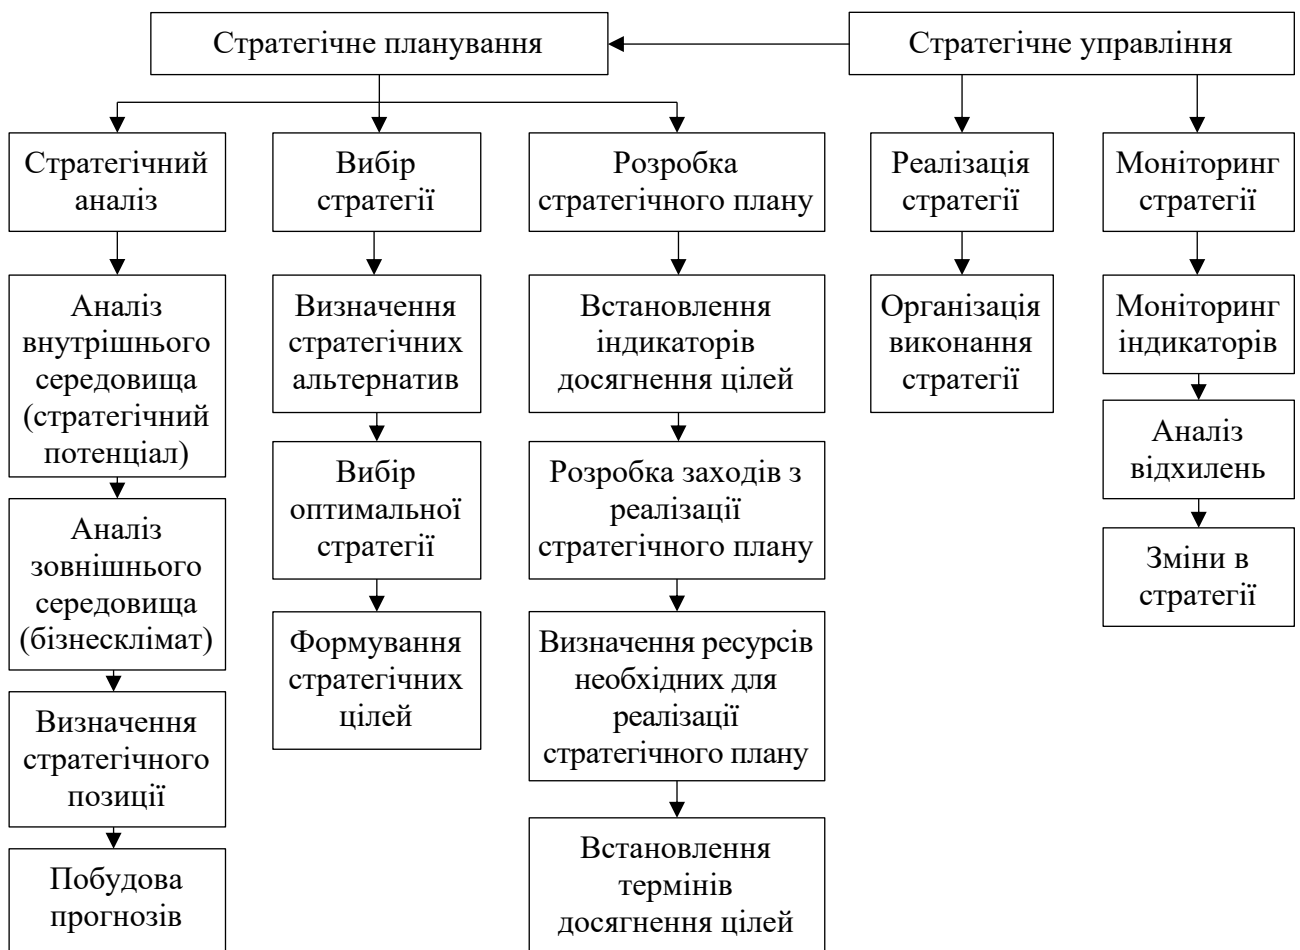 Стратегічне планування
Стратегічне управління
Стратегічний
аналіз
Вибір
стратегії
Розробка
стратегічного плану
Реалізація
стратегії
Моніторинг
стратегії
Аналіз
внутрішнього
середовища
(стратегічний
потенціал)
Аналіз
зовнішнього
середовища
(бізнесклімат)
Визначення
стратегічного
позиції
Побудова
прогнозів
Визначення
стратегічних
альтернатив
Вибір
оптимальної
стратегії
Формування
стратегічних
цілей
Встановлення
індикаторів
досягнення цілей
Розробка заходів з
реалізації
стратегічного плану
Визначення ресурсів
необхідних для
реалізації
стратегічного плану
Встановлення
термінів
досягнення цілей
Організація
виконання
стратегії
Моніторинг
індикаторів
Аналіз
відхилень
Зміни в
стратегії